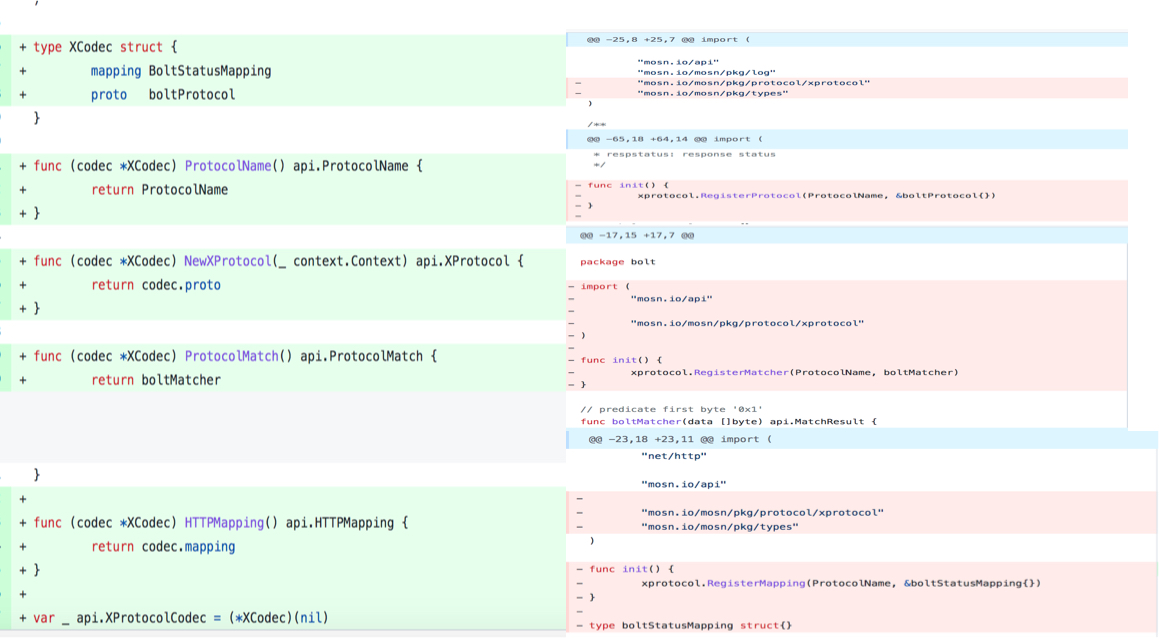 + type XCodec struct {
+ mapping BoltStatusMapping
+ proto boltProtocol
}
+ func (codec *XCodec) ProtocolName() api.ProtocolName {
+ return ProtocolName
+ }
+ func (codec *XCodec) NewXProtocol(_ context.Context) api.XProtocol {
+ return codec.proto
+ }
+ func (codec *XCodec) ProtocolMatch() api.ProtocolMatch {
+ return boltMatcher
}
+
+ func (codec *XCodec) HTTPMapping() api.HTTPMapping {
+ return codec.mapping
+ }
+
+ var _ api.XProtocolCodec = (*XCodec)(nil)
@@ -25,8 +25,7 @@ import (
"mosn.io/api"
"mosn.io/mosn/pkg/log"
- "mosn.io/mosn/pkg/protocol/xprotocol"
- "mosn.io/mosn/pkg/types"
)
/**
@@ -65,18 +64,14 @@ import (
* respstatus: response status
*/
- func init() {
- xprotocol.RegisterProtocol(ProtocolName, &boltProtocol{})
- }
-
@@ -17,15 +17,7 @@
package bolt
- import (
- "mosn.io/api"
-
- "mosn.io/mosn/pkg/protocol/xprotocol"
- )
-
- func init() {
- xprotocol.RegisterMatcher(ProtocolName, boltMatcher)
- }
// predicate first byte '0x1'
func boltMatcher(data []byte) api.MatchResult {
@@ -23,18 +23,11 @@ import (
"net/http"
"mosn.io/api"
-
- "mosn.io/mosn/pkg/protocol/xprotocol"
- "mosn.io/mosn/pkg/types"
)
- func init() {
- xprotocol.RegisterMapping(ProtocolName, &boltStatusMapping{})
- }
-
- type boltStatusMapping struct{}